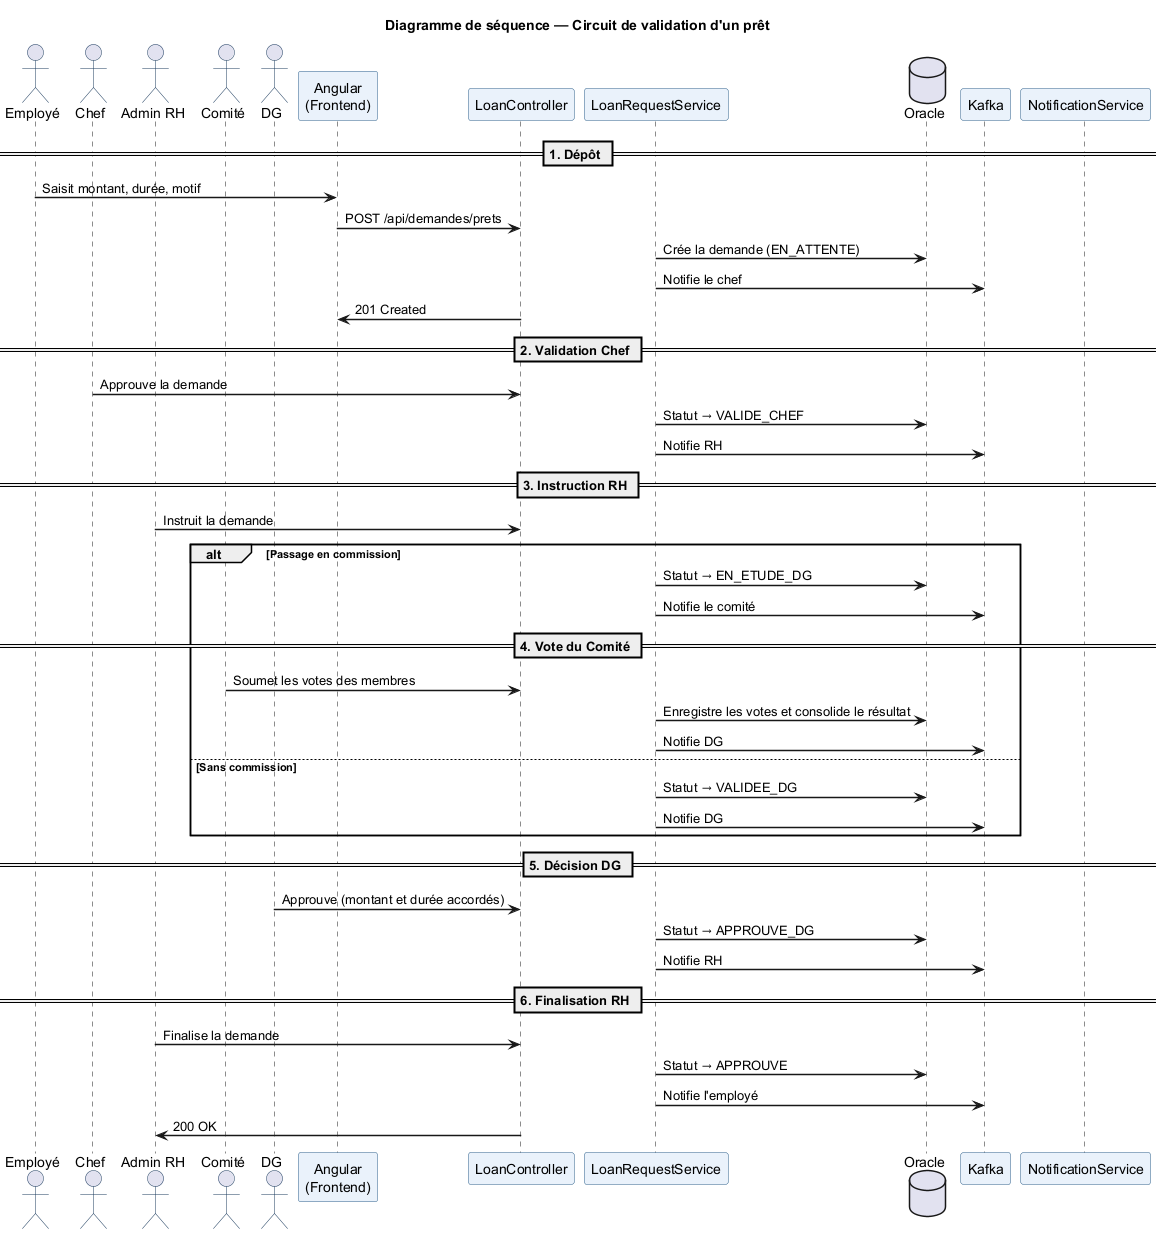 Diagramme de séquence — Circuit de validation d'un prêt
Employé
Chef
Admin RH
Comité
DG
Angular
(Frontend)
LoanController
LoanRequestService
Oracle
Kafka
NotificationService
1. Dépôt
Saisit montant, durée, motif
POST /api/demandes/prets
Crée la demande (EN_ATTENTE)
Notifie le chef
201 Created
2. Validation Chef
Approuve la demande
Statut → VALIDE_CHEF
Notifie RH
3. Instruction RH
Instruit la demande
alt [Passage en commission]
Statut → EN_ETUDE_DG
Notifie le comité
4. Vote du Comité
Soumet les votes des membres
Enregistre les votes et consolide le résultat
Notifie DG
[Sans commission]
Statut → VALIDEE_DG
Notifie DG
5. Décision DG
Approuve (montant et durée accordés)
Statut → APPROUVE_DG
Notifie RH
6. Finalisation RH
Finalise la demande
Statut → APPROUVE
Notifie l'employé
200 OK
Employé
Chef
Admin RH
Comité
DG
Angular
(Frontend)
LoanController
LoanRequestService
Oracle
Kafka
NotificationService